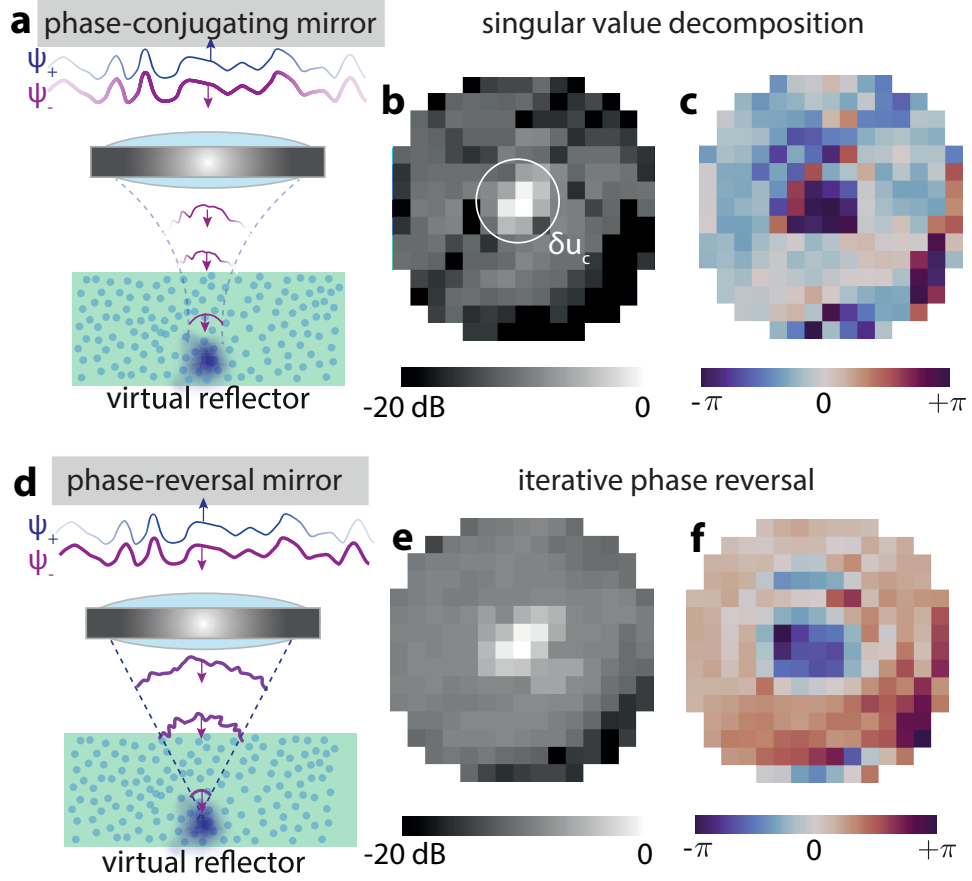 a phase-conjugating mirror
singular value decomposition
ψ+
ψ-
b
c
δuc
virtual reflector
-20 dB 0
-π 0 +π
d phase-reversal mirror
iterative phase reversal
ψ+
ψ-
e
f
virtual reflector
-20 dB 0
-π 0 +π